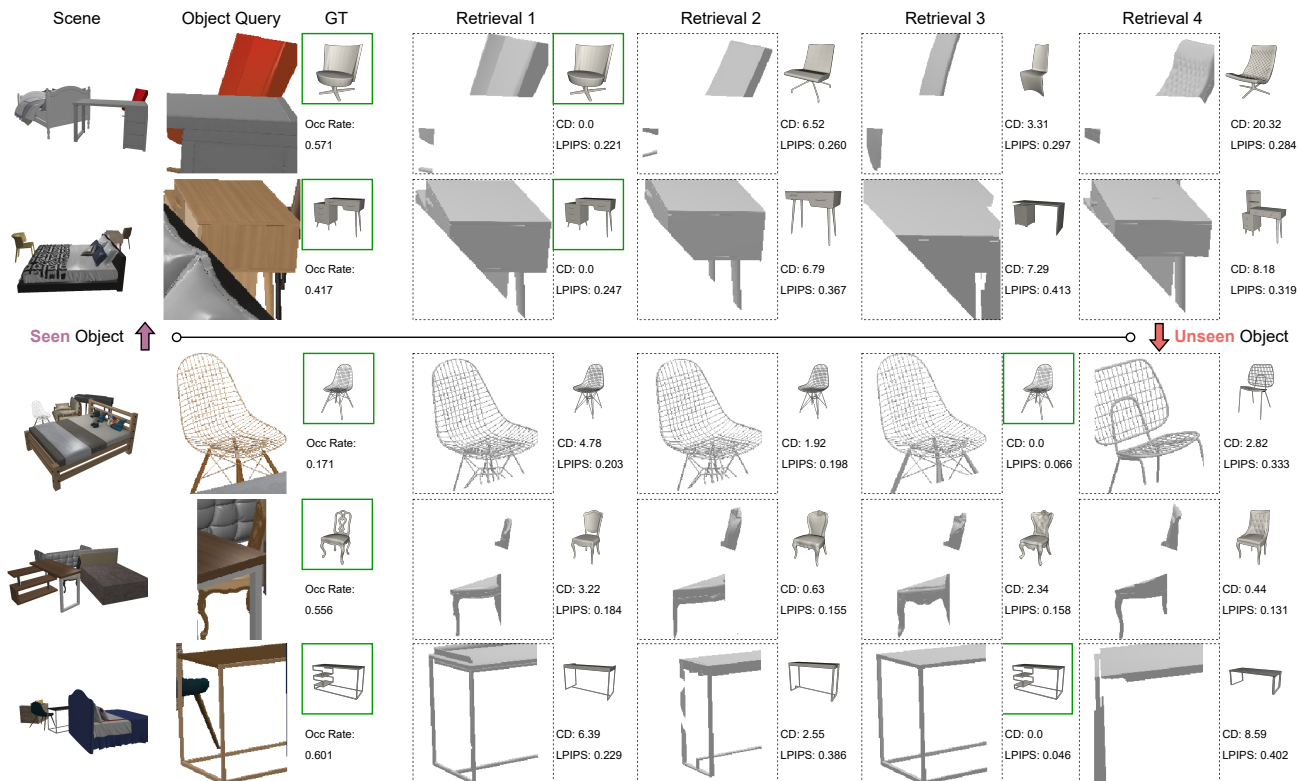 Scene Object Query GT Retrieval 1 Retrieval 2 Retrieval 3 Retrieval 4
Occ Rate: CD: 0.0 CD: 6.52 CD: 3.31 CD: 20.32
0.571 LPIPS: 0.221 LPIPS: 0.260 LPIPS: 0.297 LPIPS: 0.284
Occ Rate: CD: 0.0 CD: 6.79 CD: 7.29 CD: 8.18
0.417 LPIPS: 0.247 LPIPS: 0.367 LPIPS: 0.413 LPIPS: 0.319
Seen Object Unseen Object
Occ Rate: CD: 4.78 CD: 1.92 CD: 0.0 CD: 2.82
0.171 LPIPS: 0.203 LPIPS: 0.198 LPIPS: 0.066 LPIPS: 0.333
Occ Rate: CD: 3.22 CD: 0.63 CD: 2.34 CD: 0.44
0.556 LPIPS: 0.184 LPIPS: 0.155 LPIPS: 0.158 LPIPS: 0.131
Occ Rate: CD: 6.39 CD: 2.55 CD: 0.0 CD: 8.59
0.601 LPIPS: 0.229 LPIPS: 0.386 LPIPS: 0.046 LPIPS: 0.402